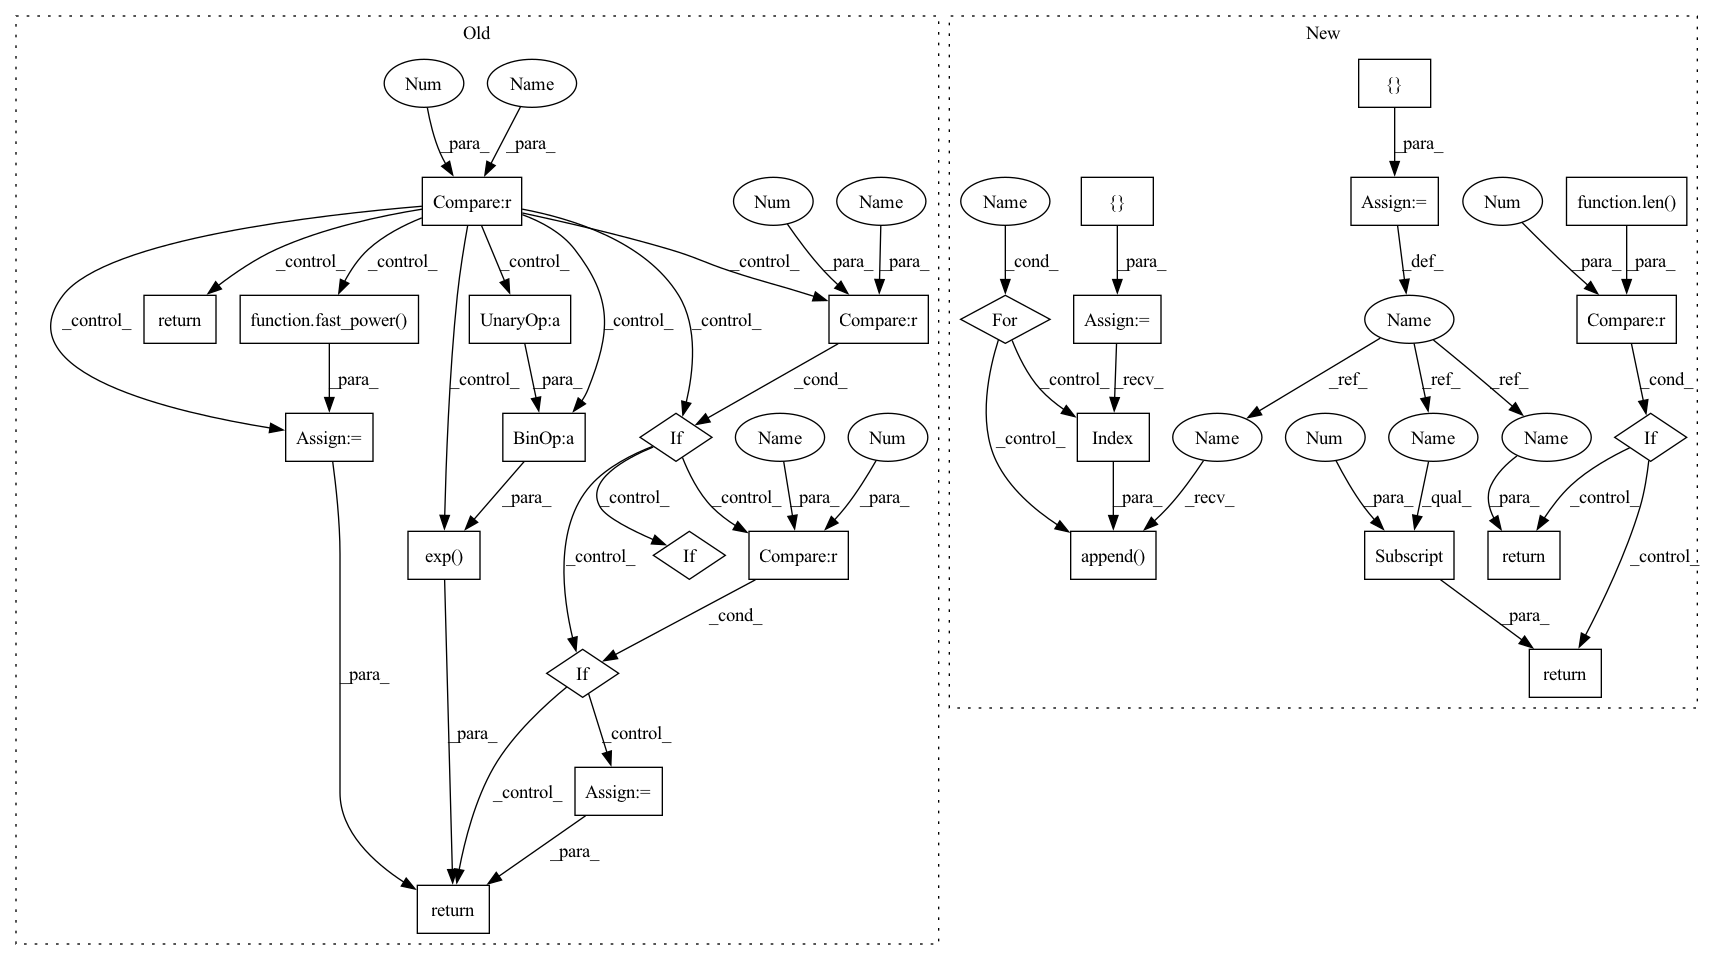 Old
New
Num
Name
{}
_para_
_para_
_para_
Compare:r
Num
Name
Name
{}
Assign:=
Num
function.len()
_control_
_control_
_control_
_control_
_control_
_control_
_control_
_control_
_para_
_para_
_cond_
_para_
_def_
_para_
_para_
return
function.fast_power()
UnaryOp:a
Compare:r
For
Assign:=
Name
Compare:r
_para_
_para_
_cond_
_control_
_recv_
_ref_
_ref_
_ref_
_cond_
Assign:=
BinOp:a
If
Name
Num
Index
Name
Num
Name
Name
If
_para_
_control_
_control_
_para_
_para_
_control_
_para_
_recv_
_para_
_qual_
_para_
_control_
exp()
If
Compare:r
append()
Subscript
return
_control_
_control_
_cond_
_para_
_para_
If
return
_para_
_control_
_control_
Assign:=
_para_
return